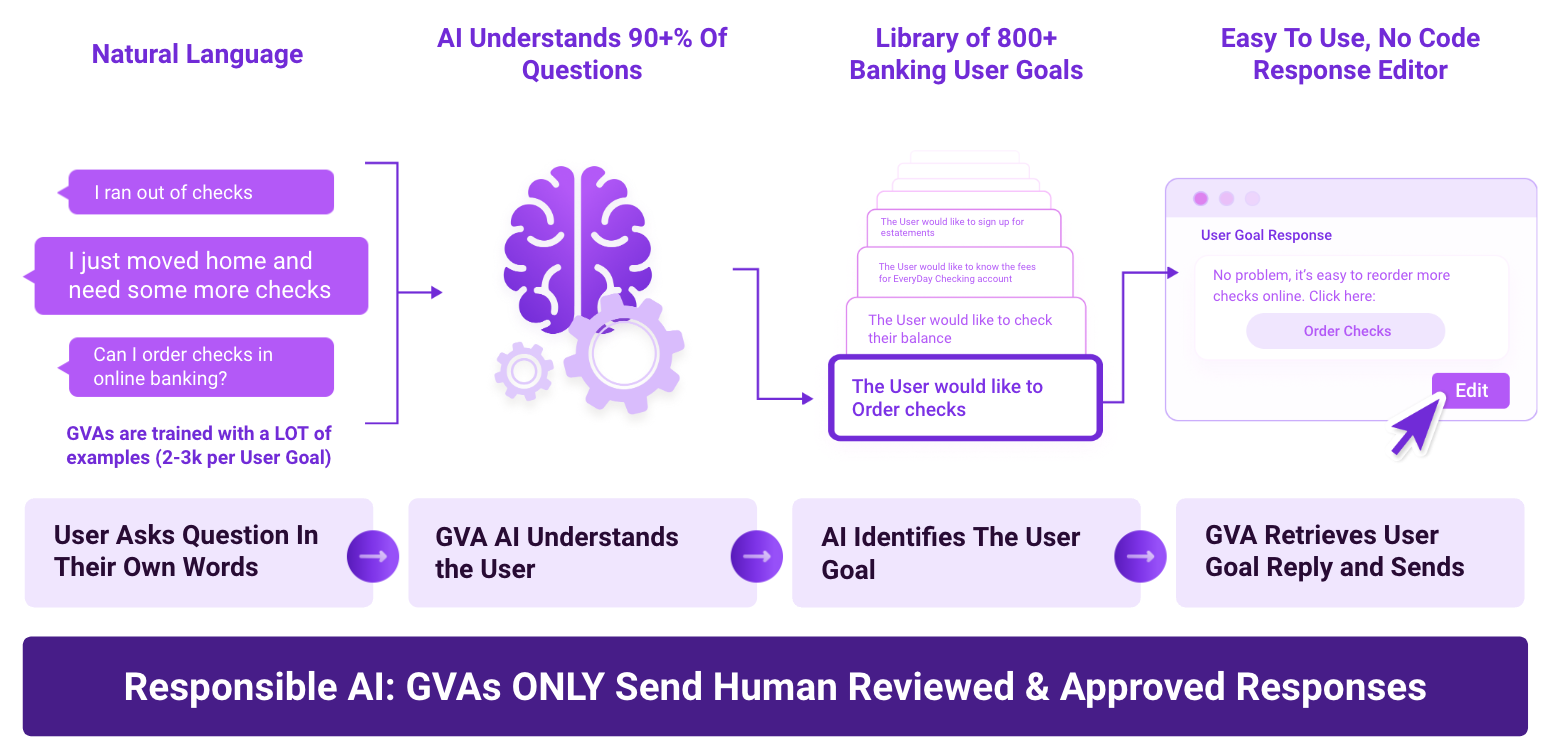 Natural Language
AI Understands 90+% Of
Questions
Library of 800+
Banking User Goals
Easy To Use, No Code
Response Editor
I ran out of checks
I just moved home and
need some more checks
Can I order checks in
online banking?
GVAs are trained with a LOT of
examples (2-3k per User Goal)
The User would like to sign up for
estatements
The User would like to know the fees
for EveryDay Checking account
The User would like to check
their balance
The User would like to
Order checks
User Goal Response
No problem, it's easy to reorder more
checks online. Click here:
Order Checks
Edit
User Asks Question In
Their Own Words
GVA AI Understands
the User
AI Identifies The User
Goal
GVA Retrieves User
Goal Reply and Sends
Responsible AI: GVAs ONLY Send Human Reviewed & Approved Responses